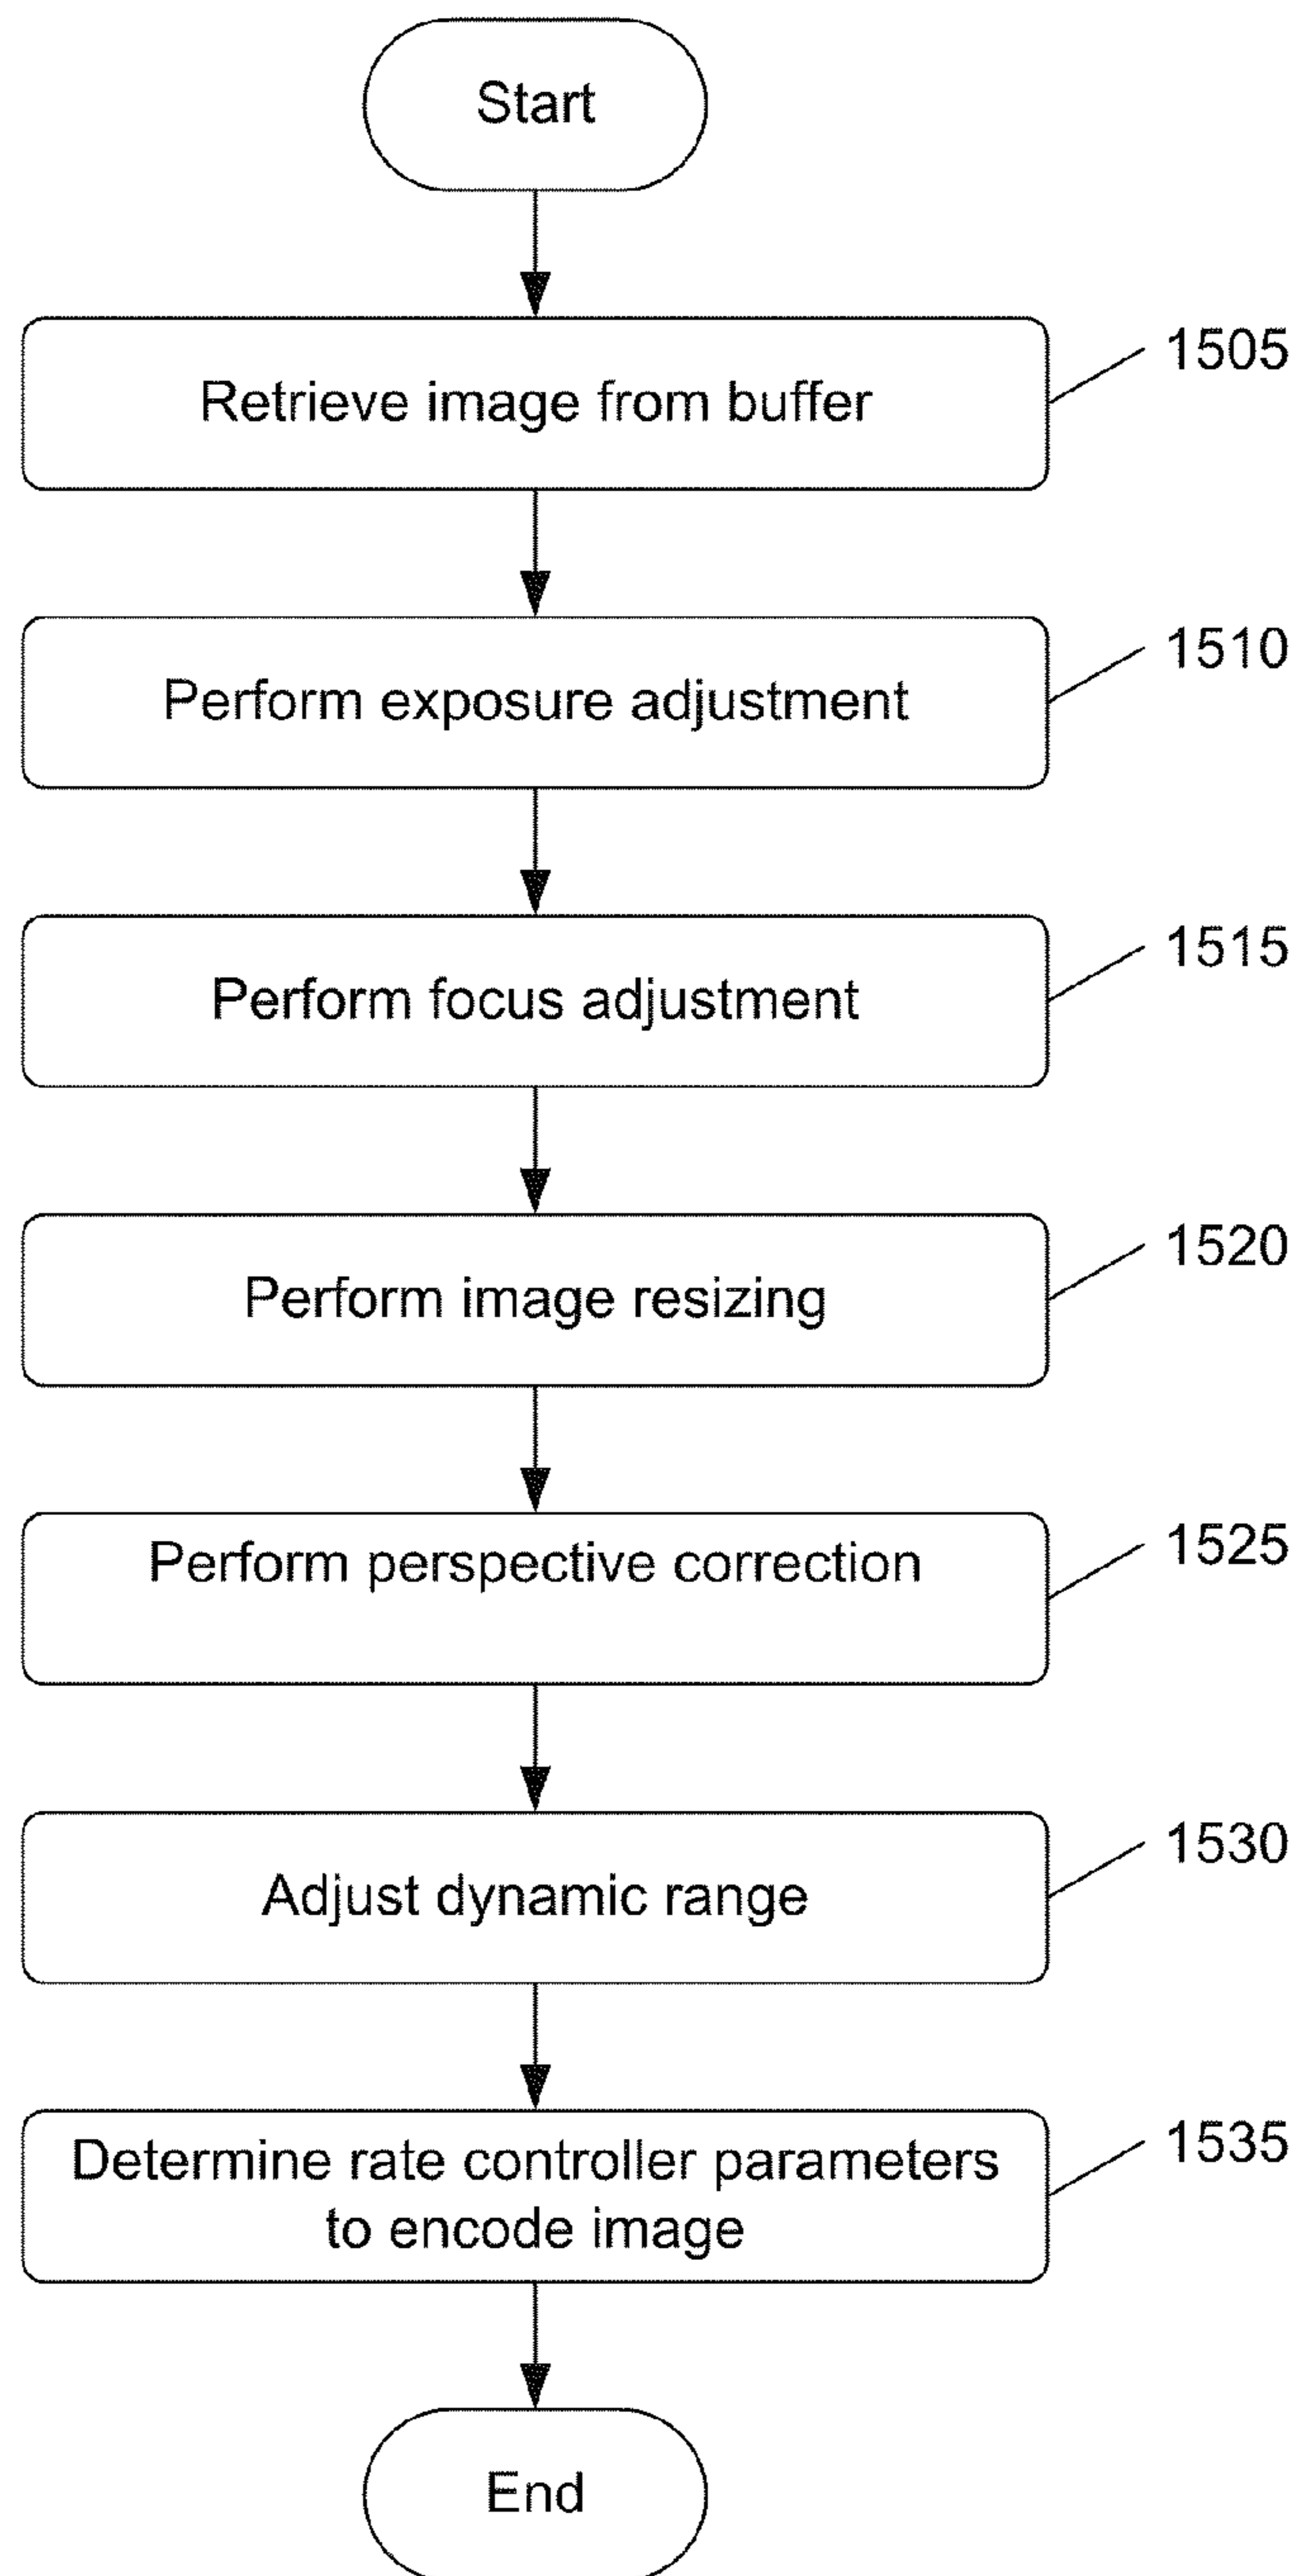 Start
Retrieve image from buffer
1505
Perform exposure adjustment
1510
Perform focus adjustment
1515
Perform image resizing
1520
Perform perspective correction
1525
Adjust dynamic range
1530
Determine rate controller parameters
to encode image
1535
End